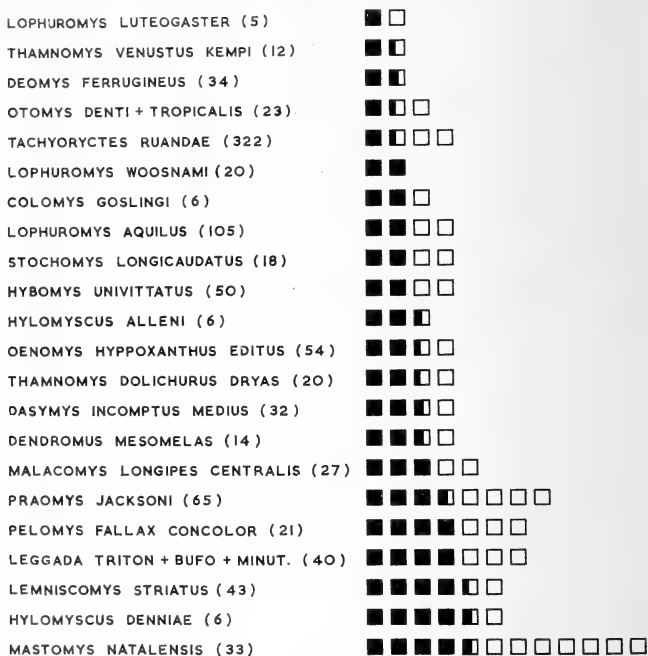 LOPHUROMYS LUTEOGASTER (5)
THAMNOMYS VENUSTUS KEMPI (12)
DEOMYS FERRUGINEUS (34)
OTOMYS DENTI + TROPICALIS (23)
TACHYORYCTES RUANDAE (322)
LOPHUROMYS WOOSNAMI (20)
COLOMYS GOSLINGI (6)
LOPHUROMYS AQUILUS (105)
STOCHOMYS LONGICAUDATUS (18)
HYBOMYS UNIVITTATUS (50)
HYLOMYSCUS ALLENI (6)
OENOMYS HYPPOXANTHUS EDITUS (54)
THAMNOMYS DOLICHURUS DRYAS (20)
DASYMYS INCOMPTUS MEDIUS (32)
DENDROMUS MESOMELAS (14)
MALACOMYS LONGIPES CENTRALIS (27)
PRAOMYS JACKSONI (65)
PELOMYS FALLAX CONCOLOR (21)
LEGGADA TRITON + BUFO + MINUT. (40)
LEMNISCOMYS STRIATUS (43)
HYLOMYSCUS DENNIAE (6)
MASTOMYS NATALENSIS (33)